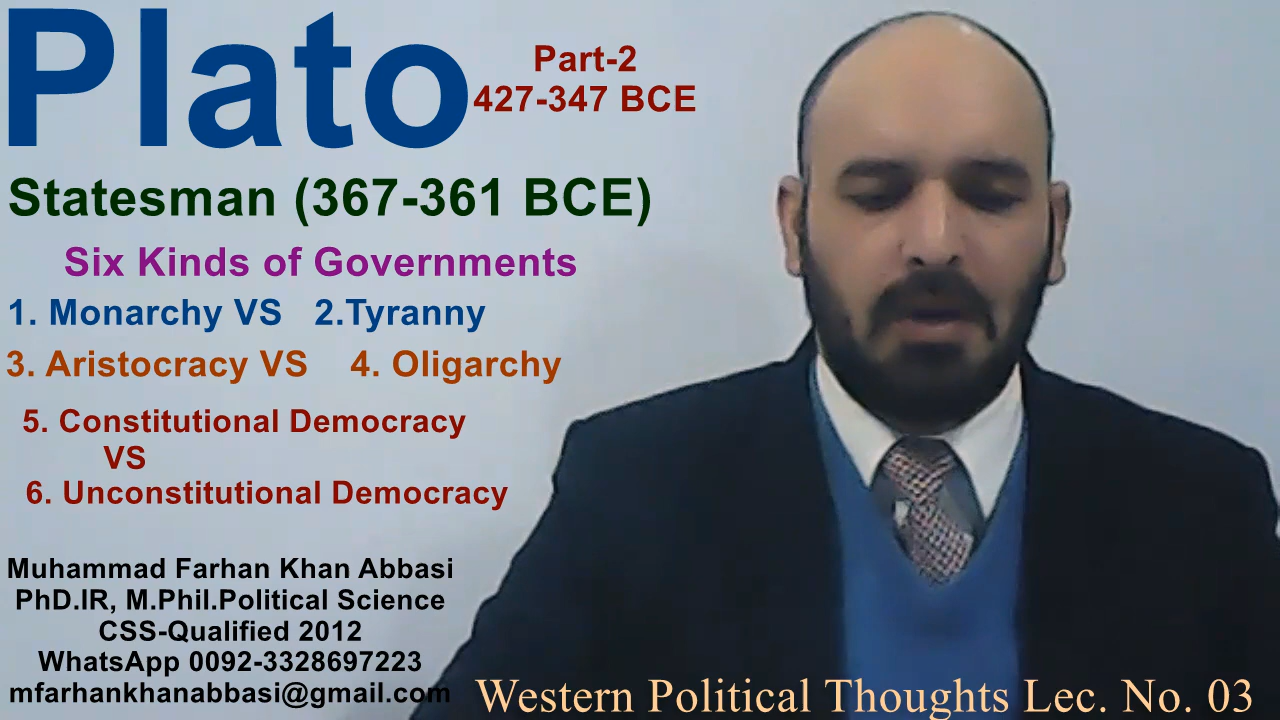 Plato
Part-2
427-347 BCE
Statesman (367-361 BCE)
Six Kinds of Governments
1. Monarchy VS 2.Tyranny
3. Aristocracy VS 4. Oligarchy
5. Constitutional Democracy
VS
6. Unconstitutional Democracy
Muhammad Farhan Khan Abbasi
PhD.IR, M.Phil.Political Science
CSS-Qualified 2012
WhatsApp 0092-3328697223
mfarhankhanabbasi@gmail.com
Western Political Thoughts Lec. No. 03